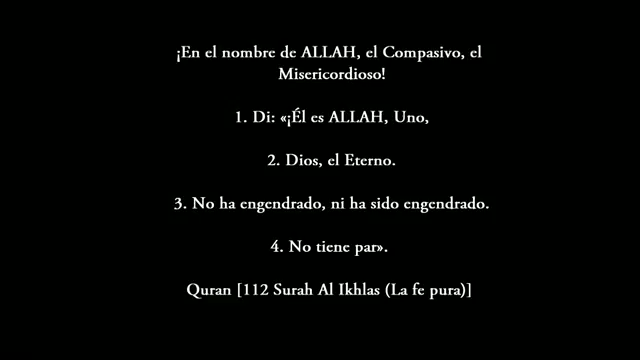 ¡En el nombre de ALLAH, el Compasivo, el
Misericordioso!
1. Di: «¡Él es ALLAH, Uno,
2. Dios, el Eterno.
3. No ha engendrado, ni ha sido engendrado.
4. No tiene par».
Quran [112 Surah Al Ikhlas (La fe pura)]